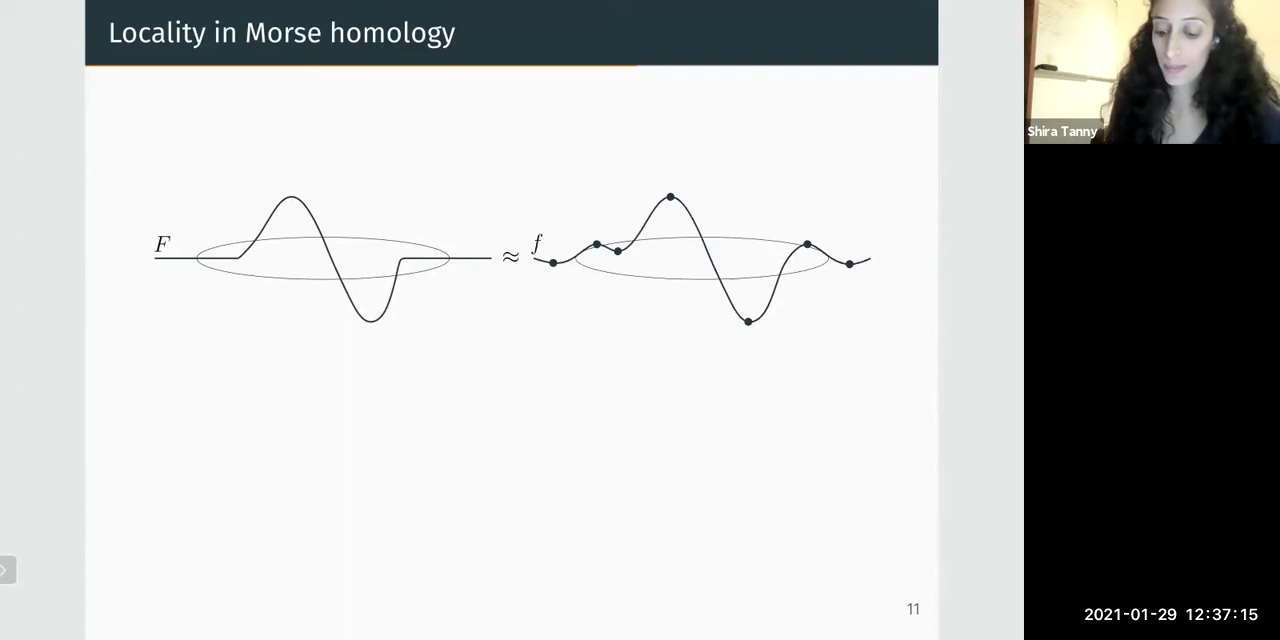 Locality in Morse homology
Shira Tanny
F
≈
f
11
2021-01-29 12:37:15